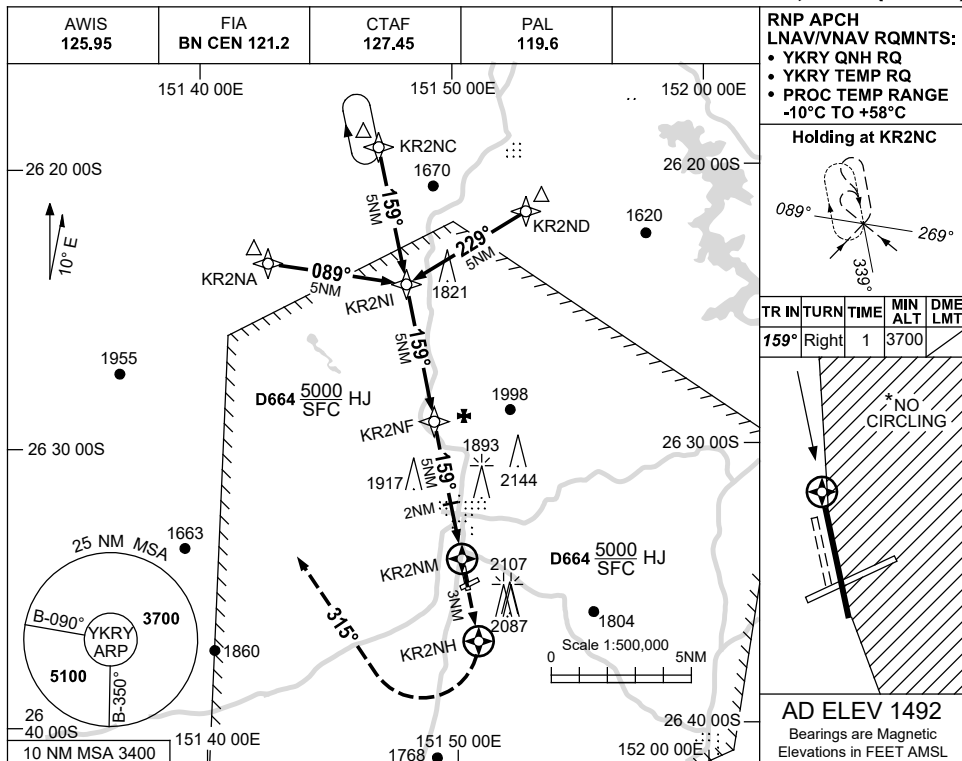 AWIS
125.95
FIA
BN CEN 121.2
CTAF
127.45
PAL
119.6
RNP APCH
LNAV/VNAV RQMNTS:
• YKRY QNH RQ
• YKRY TEMP RQ
• PROC TEMP RANGE
-10°C TO +58°C
151 40 00E
151 50 00E
152 00 00E
Holding at KR2NC
089°
269°
339°
TR IN
TURN
TIME
MIN
ALT
DME
LMT
159°
Right
1
3700
*NO
CIRCLING
AD ELEV 1492
Bearings are Magnetic
Elevations in FEET AMSL
26 20 00S
26 20 00S
KR2NC
1670
159°
5NM
KR2ND
1620
229°
5NM
10° E
KR2NA
089°
5NM
KR2NI
1821
159°
5NM
1955
D664 5000
SFC
HJ
1998
KR2NF
26 30 00S
26 30 00S
1893
159°
5NM
1917
2144
2NM
1663
25 NM MSA
KR2NM
D664 5000
SFC
HJ
2107
B-090°
3700
YKRY
ARP
315°
3NM
2087
1804
1860
KR2NH
Scale 1:500,000
0
5NM
5100
B-350°
26
40 00S
26 40 00S
151 40 00E
151 50 00E
152 00 00E
10 NM MSA 3400
1768